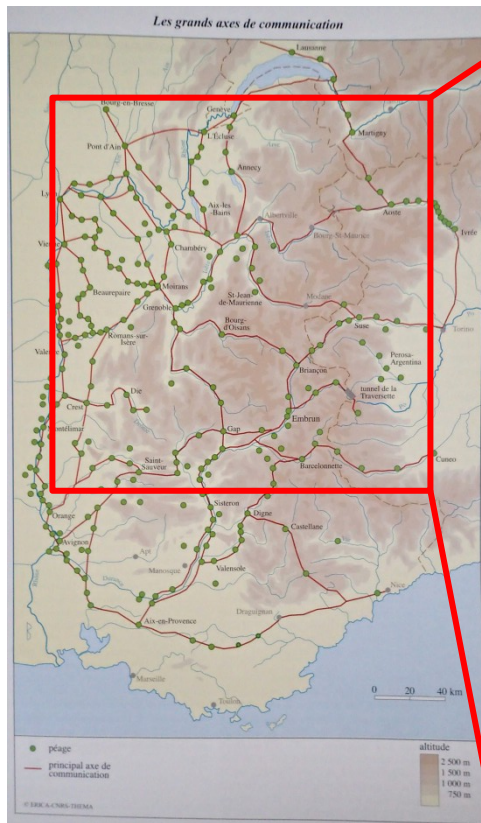 Les grands axes de communication
Lausanne
Bourg-en-Bresse
Genève
L'Écluse
Martigny
Pont d'Ain
Annecy
Aix-les
Bains
Albertville
Aoste
Bourg-St-Maurice
Ivrée
Chambéry
Beaurepaire
Moirans
St-Jean
de-Maurienne
Modane
Grenoble
Bourg-
d'Oisans
Suse
Torino
Romans-sur-
Isère
Perosa-
Argentina
Briançon
tunnel de la
Traversette
Die
Crest
Embrun
Montélimar
Gap
Saint-
Sauveur
Barcelonnette
Cuneo
Sisteron
Orange
Digne
Castellane
Avignon
Apt
Manosque
Valensole
Nice
Draguignan
Aix-en-Provence
Marseille
Toulon
0 20 40 km
péage
principal axe de
communication
altitude
2 500 m
1 500 m
1 000 m
750 m
© ERICA-CNRS-THEMA